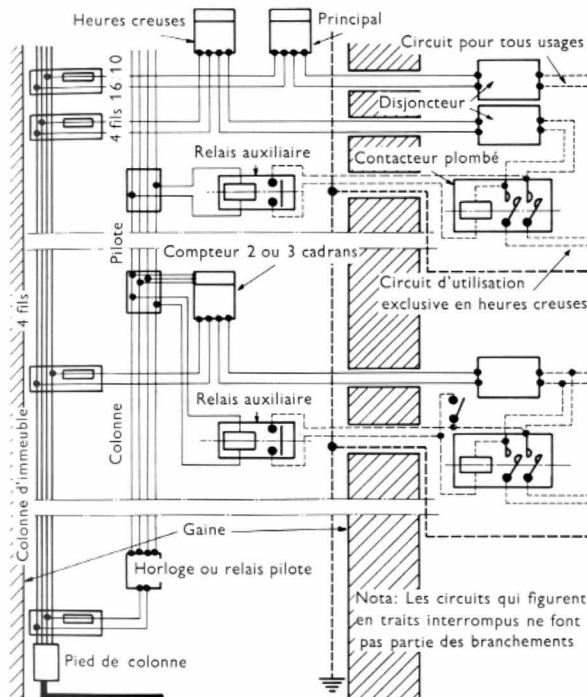 Heures creuses
Principal
Circuit pour tous usages
4 fils 16/10
Disjoncteur
Relais auxiliaire
Contacteur plombé
Pilote
Compteur 2 ou 3 cadrans
Circuit d'utilisation
exclusive en heures creuses
4 fils
Relais auxiliaire
Colonne
Colonne d'immeuble
Gaine
Horloge ou relais pilote
Nota: Les circuits qui figurent
en traits interrompus ne font
pas partie des branchements
Pied de colonne